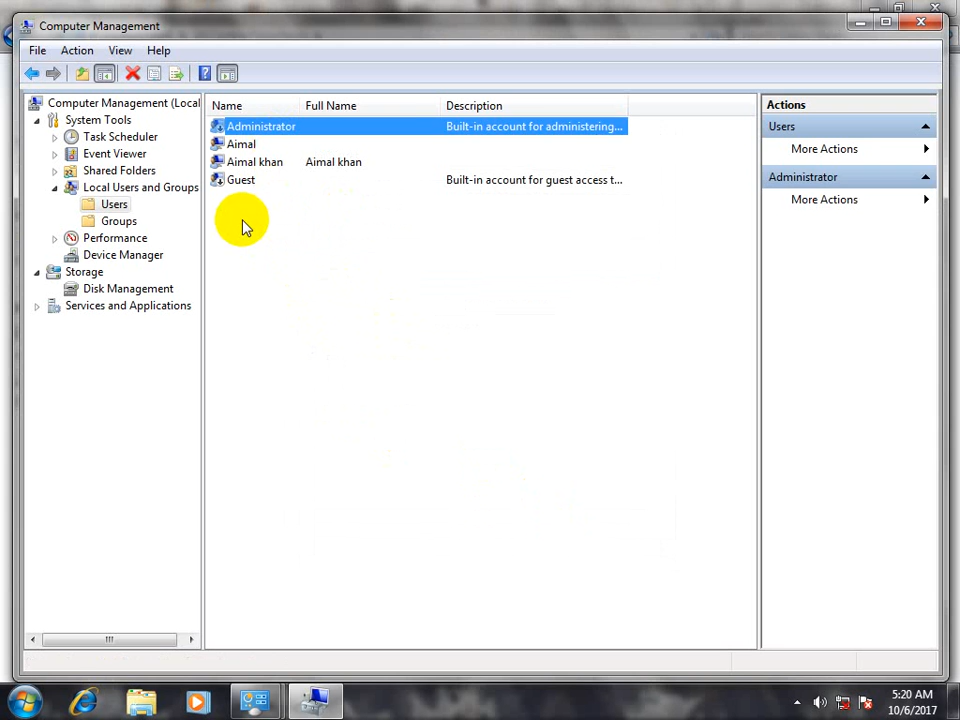 Computer Management
File Action View Help
Computer Management (Local
System Tools
Task Scheduler
Event Viewer
Shared Folders
Local Users and Groups
Users
Groups
Performance
Device Manager
Storage
Disk Management
Services and Applications
Name Full Name Description
Administrator Built-in account for administering...
Aimal
Aimal khan Aimal khan
Guest Built-in account for guest access t...
Actions
Users
More Actions
Administrator
More Actions
5:20 AM
10/6/2017